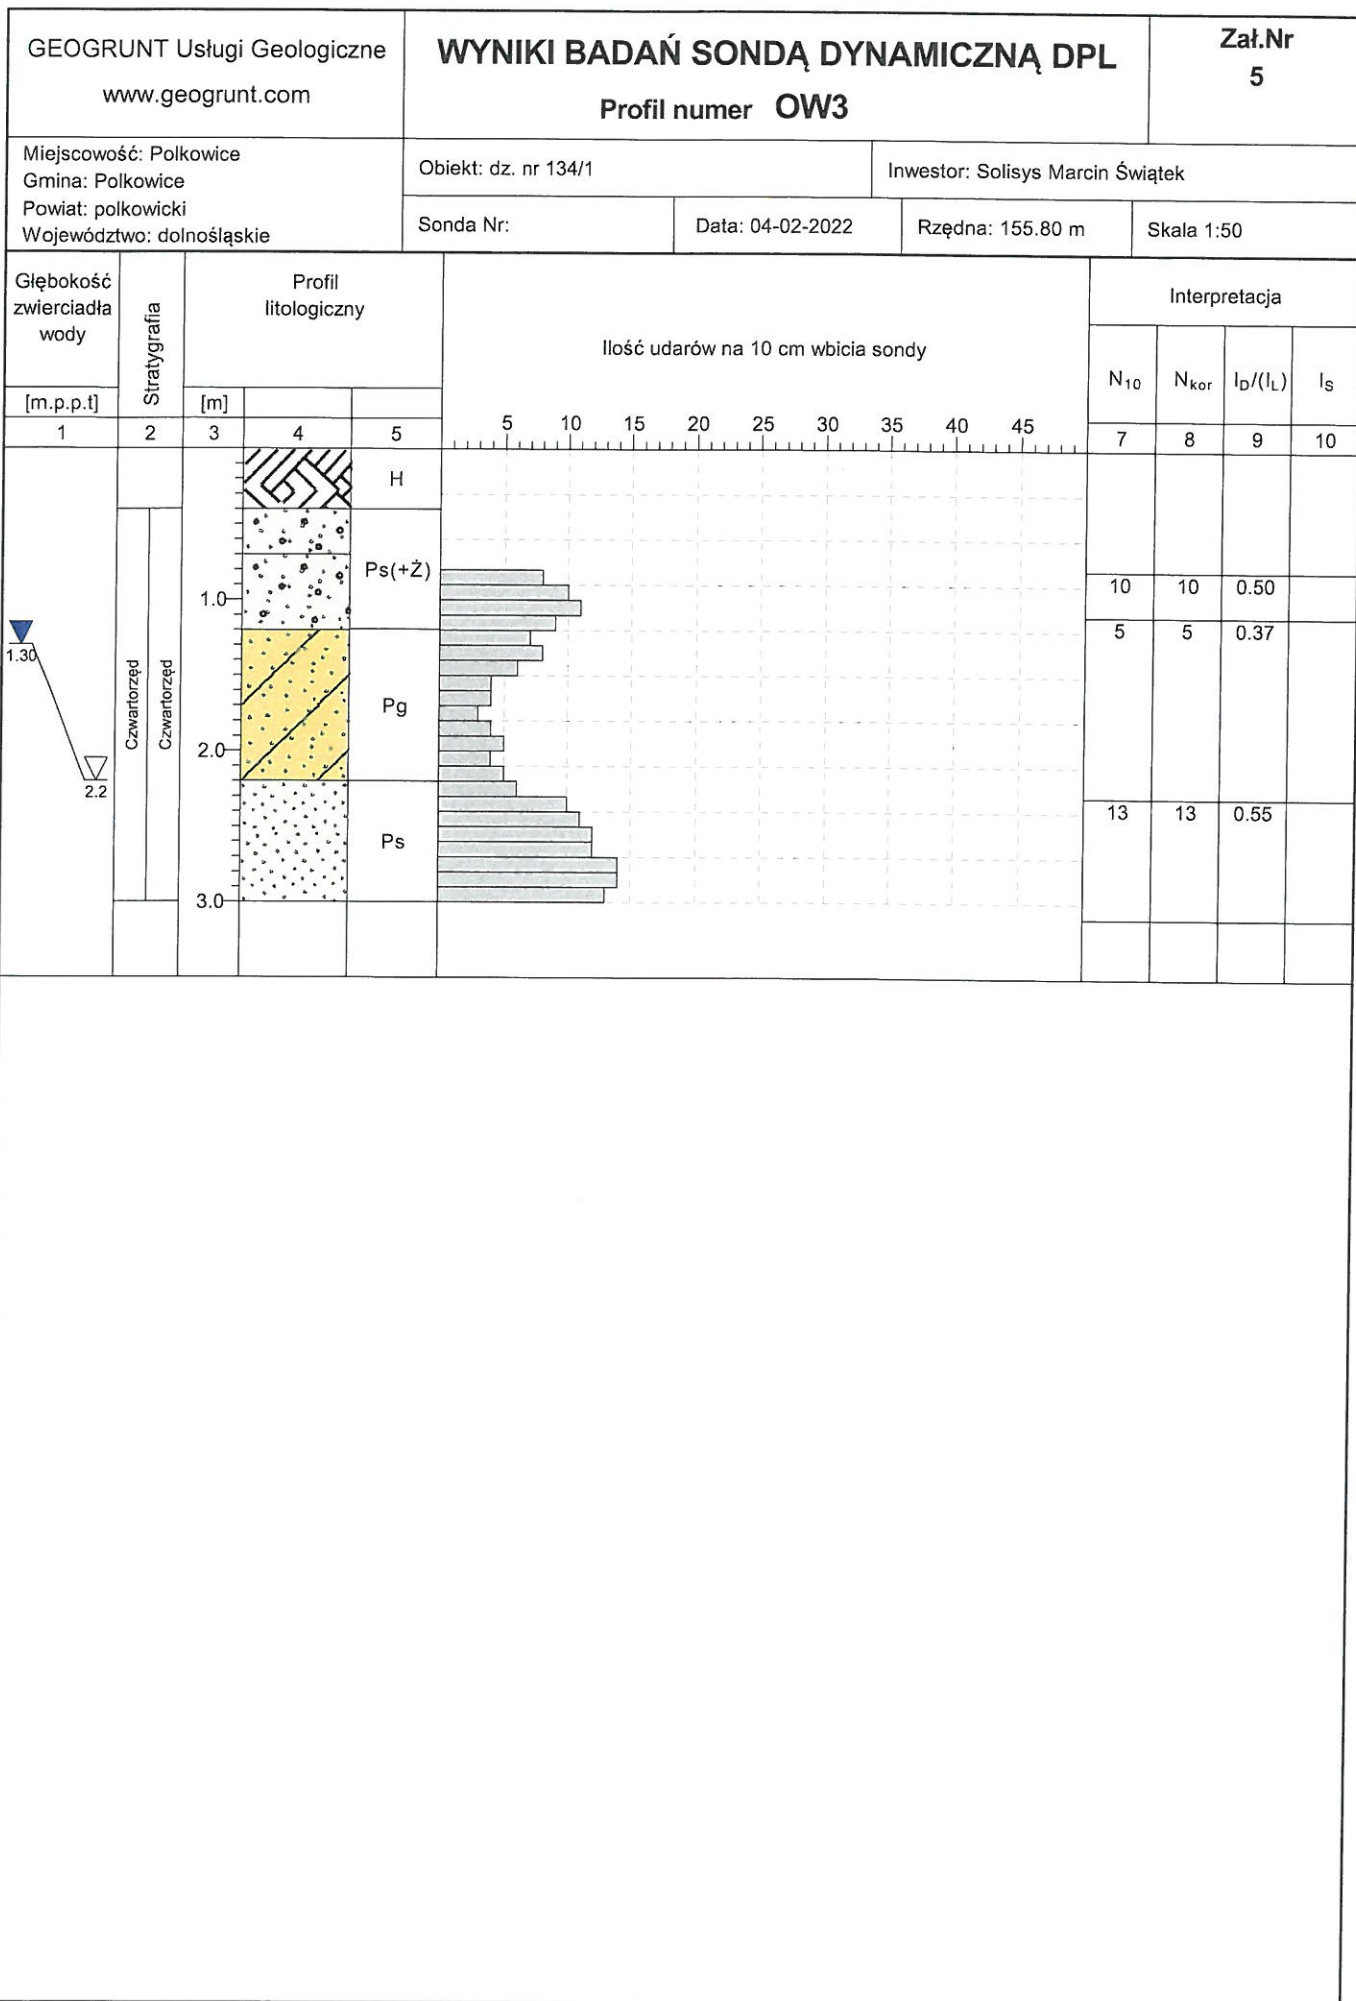 GEOGRUNT Usługi Geologiczne
www.geogrunt.com
WYNIKI BADAŃ SONDĄ DYNAMICZNĄ DPL
Profil numer OW3
Zał.Nr
5
Miejscowość: Polkowice
Gmina: Polkowice
Powiat: polkowicki
Województwo: dolnośląskie
Obiekt: dz. nr 134/1
Inwestor: Solisys Marcin Świątek
Sonda Nr:
Data: 04-02-2022
Rzędna: 155.80 m
Skala 1:50
Głębokość
zwierciadła
wody
[m.p.p.t]
Stratygrafia
Profil
litologiczny
[m]
Ilość udarów na 10 cm wbicia sondy
Interpretacja
N10
Nkor
ID/(IL)
IS
5 10 15 20 25 30 35 40 45
1 2 3 4 5 7 8 9 10
H
Ps(+Ż)
1.0
10 10 0.50
1.30
5 5 0.37
Czwartorzęd
Czwartorzęd
Pg
2.0
2.2
13 13 0.55
Ps
3.0